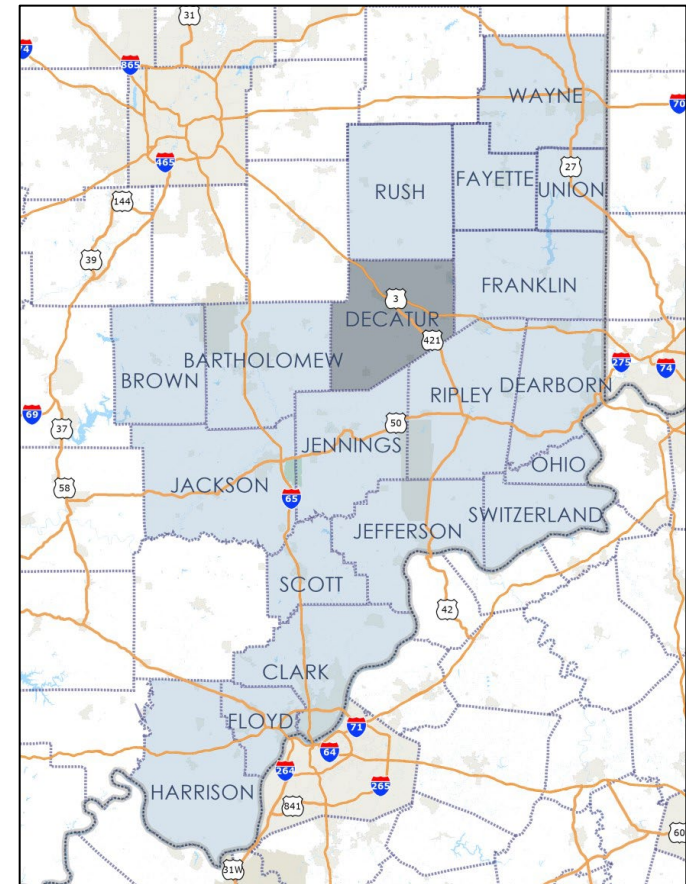 31
74
865
WAYNE
70
465
RUSH
FAYETTE
UNION
27
144
39
FRANKLIN
3
DECATUR
421
BARTHOLOMEW
BROWN
275
74
RIPLEY
DEARBORN
69
37
50
JENNINGS
OHIO
58
JACKSON
65
SWITZERLAND
JEFFERSON
SCOTT
42
CLARK
FLOYD
71
64
264
265
HARRISON
841
60
31W